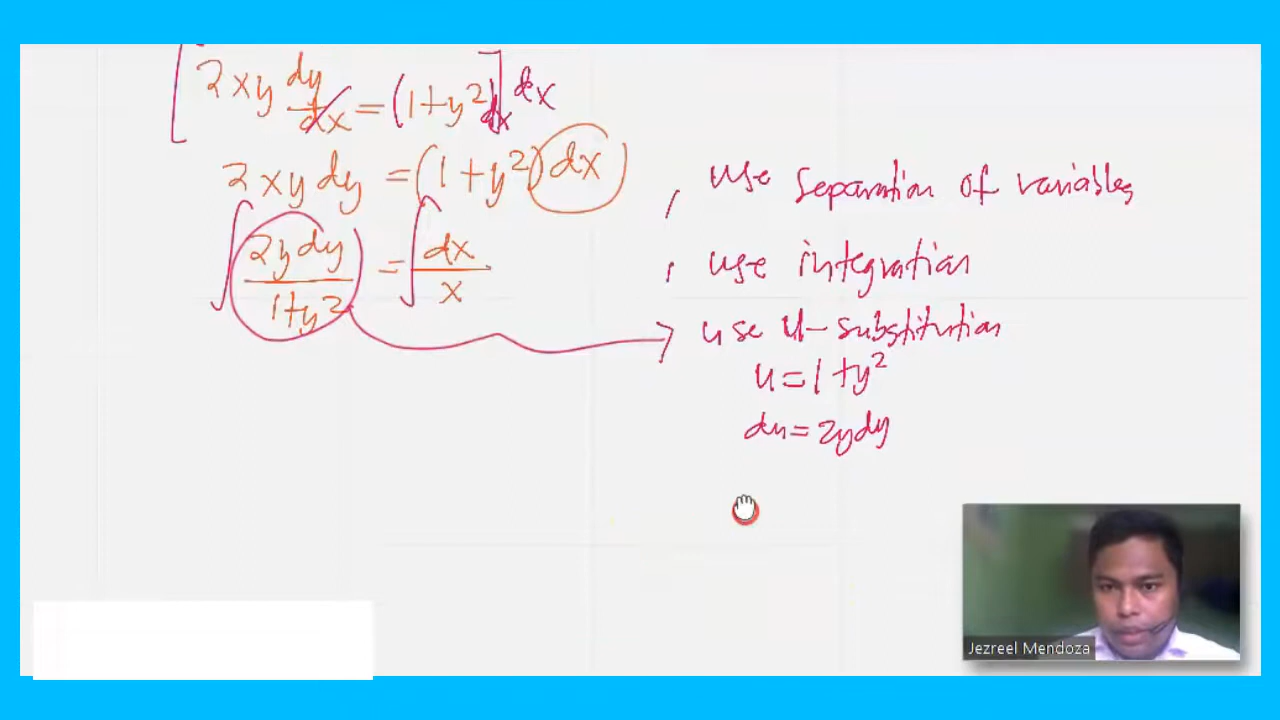 [2xy dy/dx = (1+y²)dx] dx
2xy dy = (1+y²) dx
∫ 2y dy / 1+y² = ∫ dx / x
use separation of variables
use integration
use u-substitution
u = 1+y²
du = 2y dy
Jezreel Mendoza